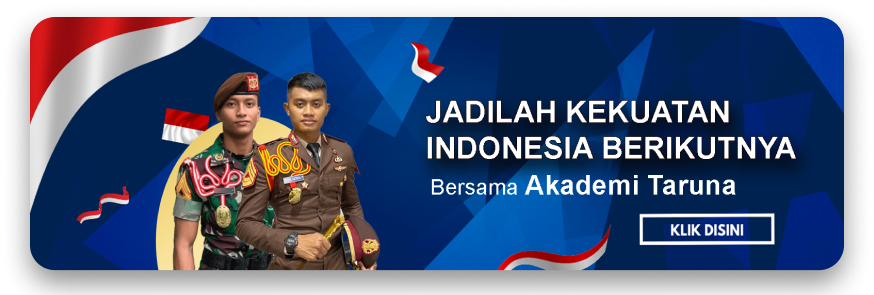 JADILAH KEKUATAN
INDONESIA BERIKUTNYA
Bersama Akademi Taruna
KLIK DISINI